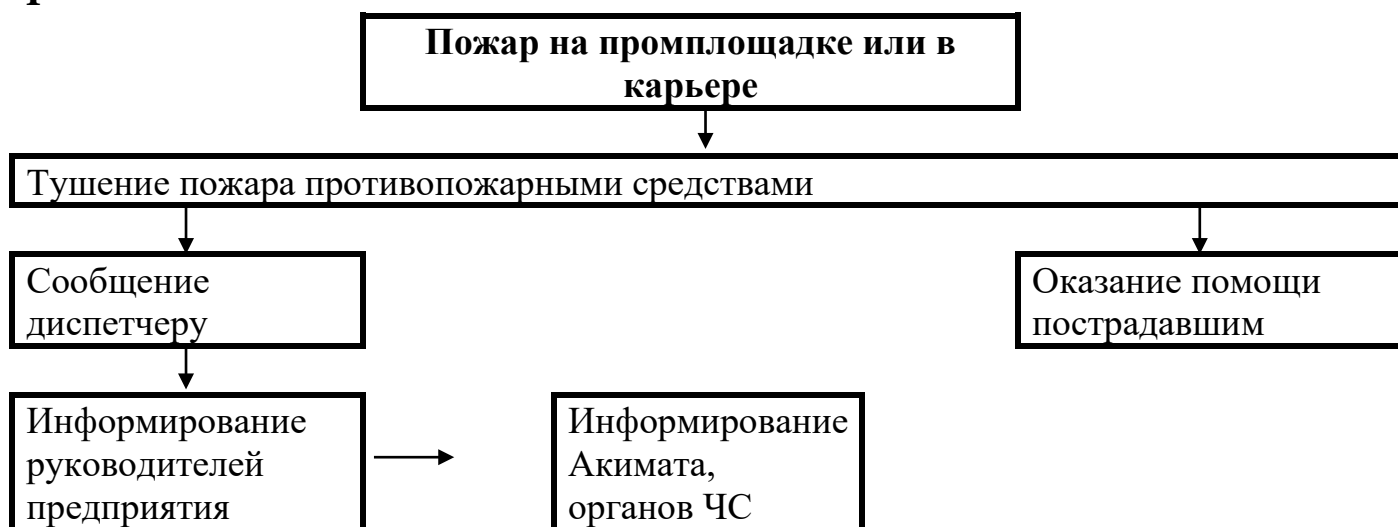 Пожар на промплощадке или в
карьере
Тушение пожара противопожарными средствами
Сообщение
диспетчеру
Оказание помощи
пострадавшим
Информирование
руководителей
предприятия
Информирование
Акимата,
органов ЧС